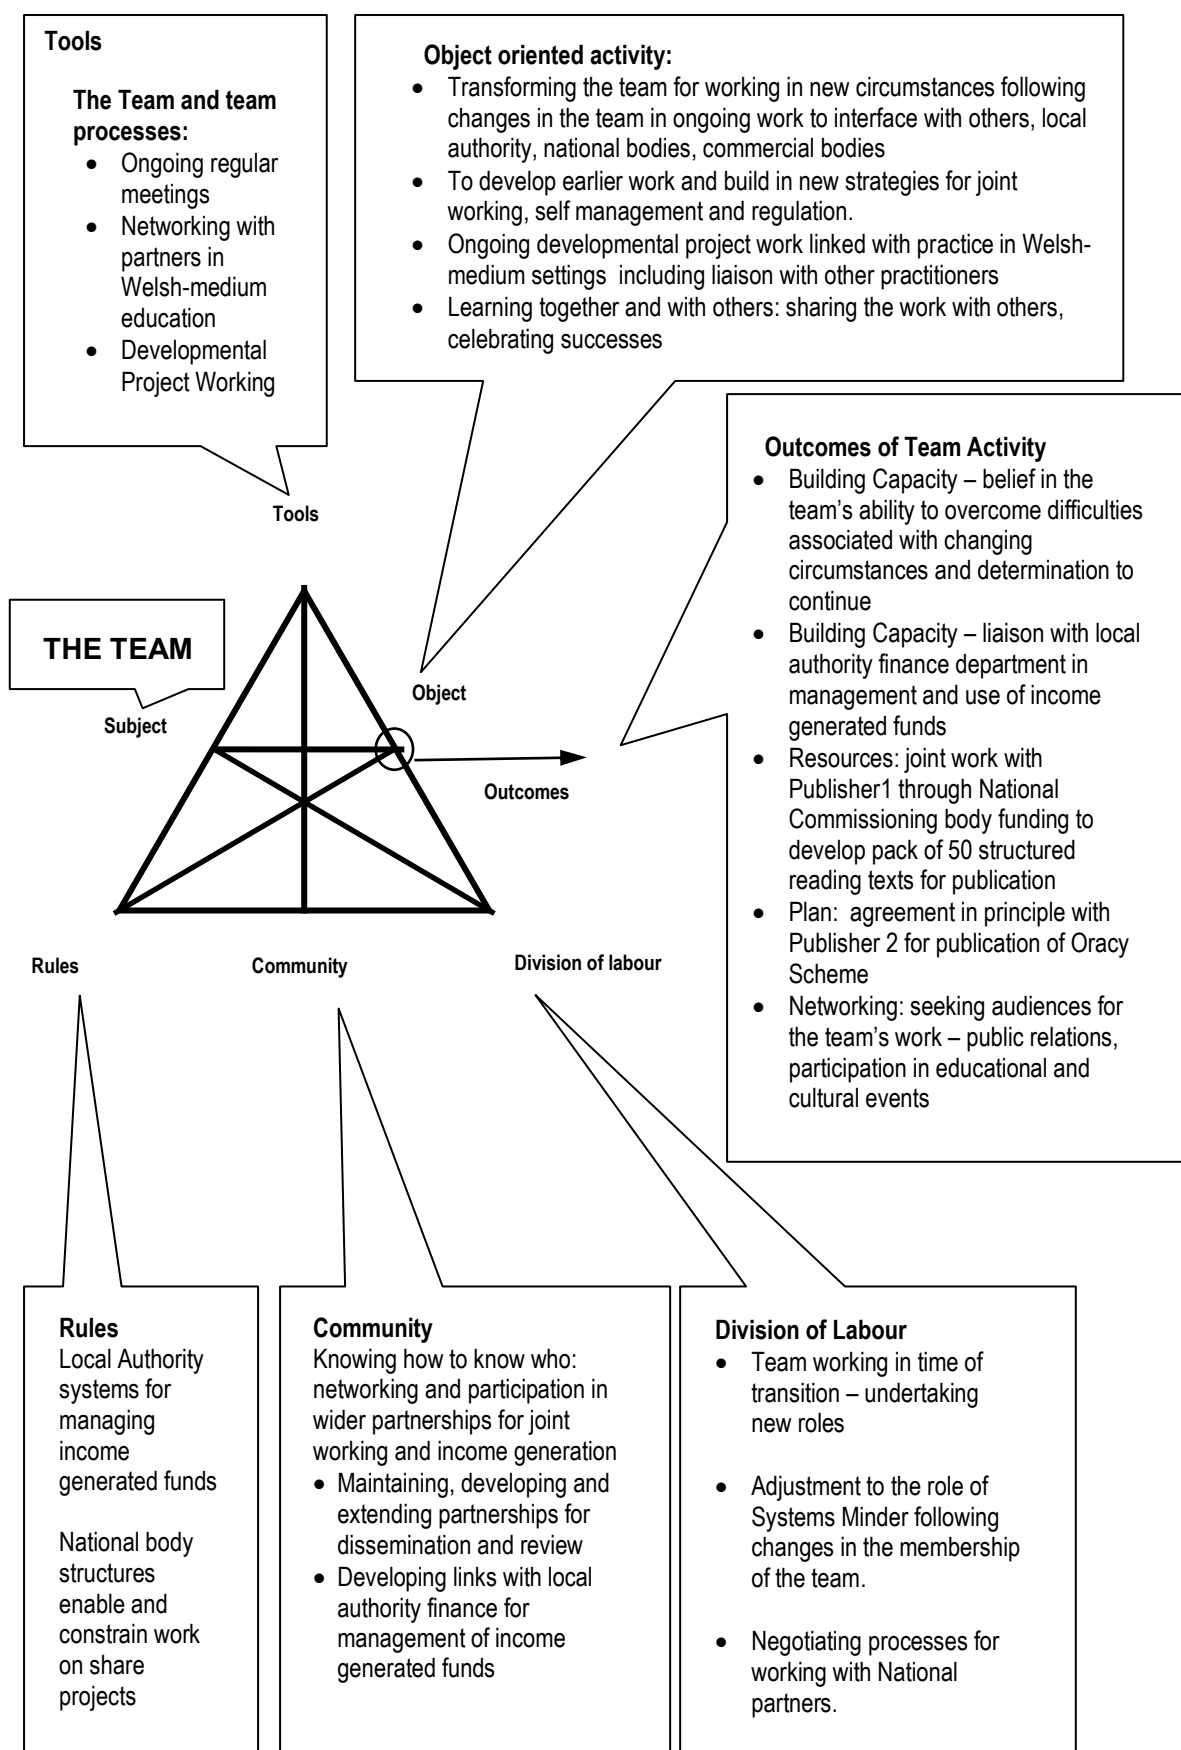 Tools
The Team and team
processes:
• Ongoing regular
meetings
• Networking with
partners in
Welsh-medium
education
• Developmental
Project Working
Object oriented activity:
• Transforming the team for working in new circumstances following
changes in the team in ongoing work to interface with others, local
authority, national bodies, commercial bodies
• To develop earlier work and build in new strategies for joint
working, self management and regulation.
• Ongoing developmental project work linked with practice in Welsh-
medium settings including liaison with other practitioners
• Learning together and with others: sharing the work with others,
celebrating successes
Outcomes of Team Activity
• Building Capacity – belief in the
team's ability to overcome difficulties
associated with changing
circumstances and determination to
continue
• Building Capacity – liaison with local
authority finance department in
management and use of income
generated funds
• Resources: joint work with
Publisher1 through National
Commissioning body funding to
develop pack of 50 structured
reading texts for publication
• Plan: agreement in principle with
Publisher 2 for publication of Oracy
Scheme
• Networking: seeking audiences for
the team's work – public relations,
participation in educational and
cultural events
Tools
THE TEAM
Subject
Object
Outcomes
Rules
Community
Division of labour
Rules
Local Authority
systems for
managing
income
generated funds
National body
structures
enable and
constrain work
on share
projects
Community
Knowing how to know who:
networking and participation in
wider partnerships for joint
working and income generation
• Maintaining, developing and
extending partnerships for
dissemination and review
• Developing links with local
authority finance for
management of income
generated funds
Division of Labour
• Team working in time of
transition – undertaking
new roles
• Adjustment to the role of
Systems Minder following
changes in the membership
of the team.
• Negotiating processes for
working with National
partners.